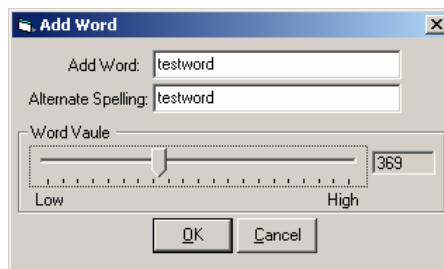 Add Word
Add Word: testword
Alternate Spelling: testword
Word Vaule
369
Low High
OK Cancel